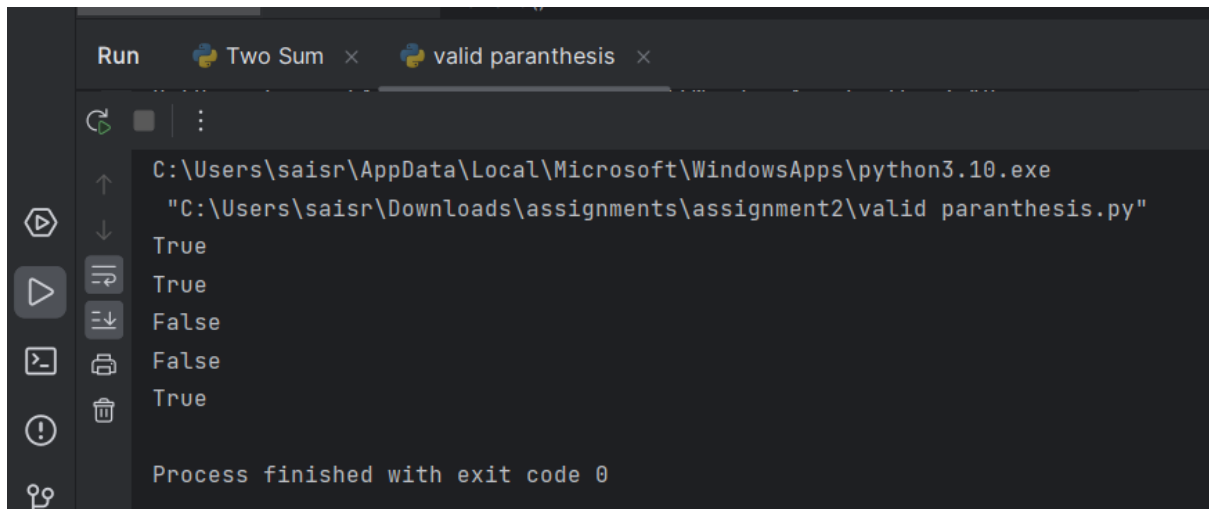 Run Two Sum valid paranthesis
C:\Users\saisr\AppData\Local\Microsoft\WindowsApps\python3.10.exe
"C:\Users\saisr\Downloads\assignments\assignment2\valid paranthesis.py"
True
True
False
False
True
Process finished with exit code 0